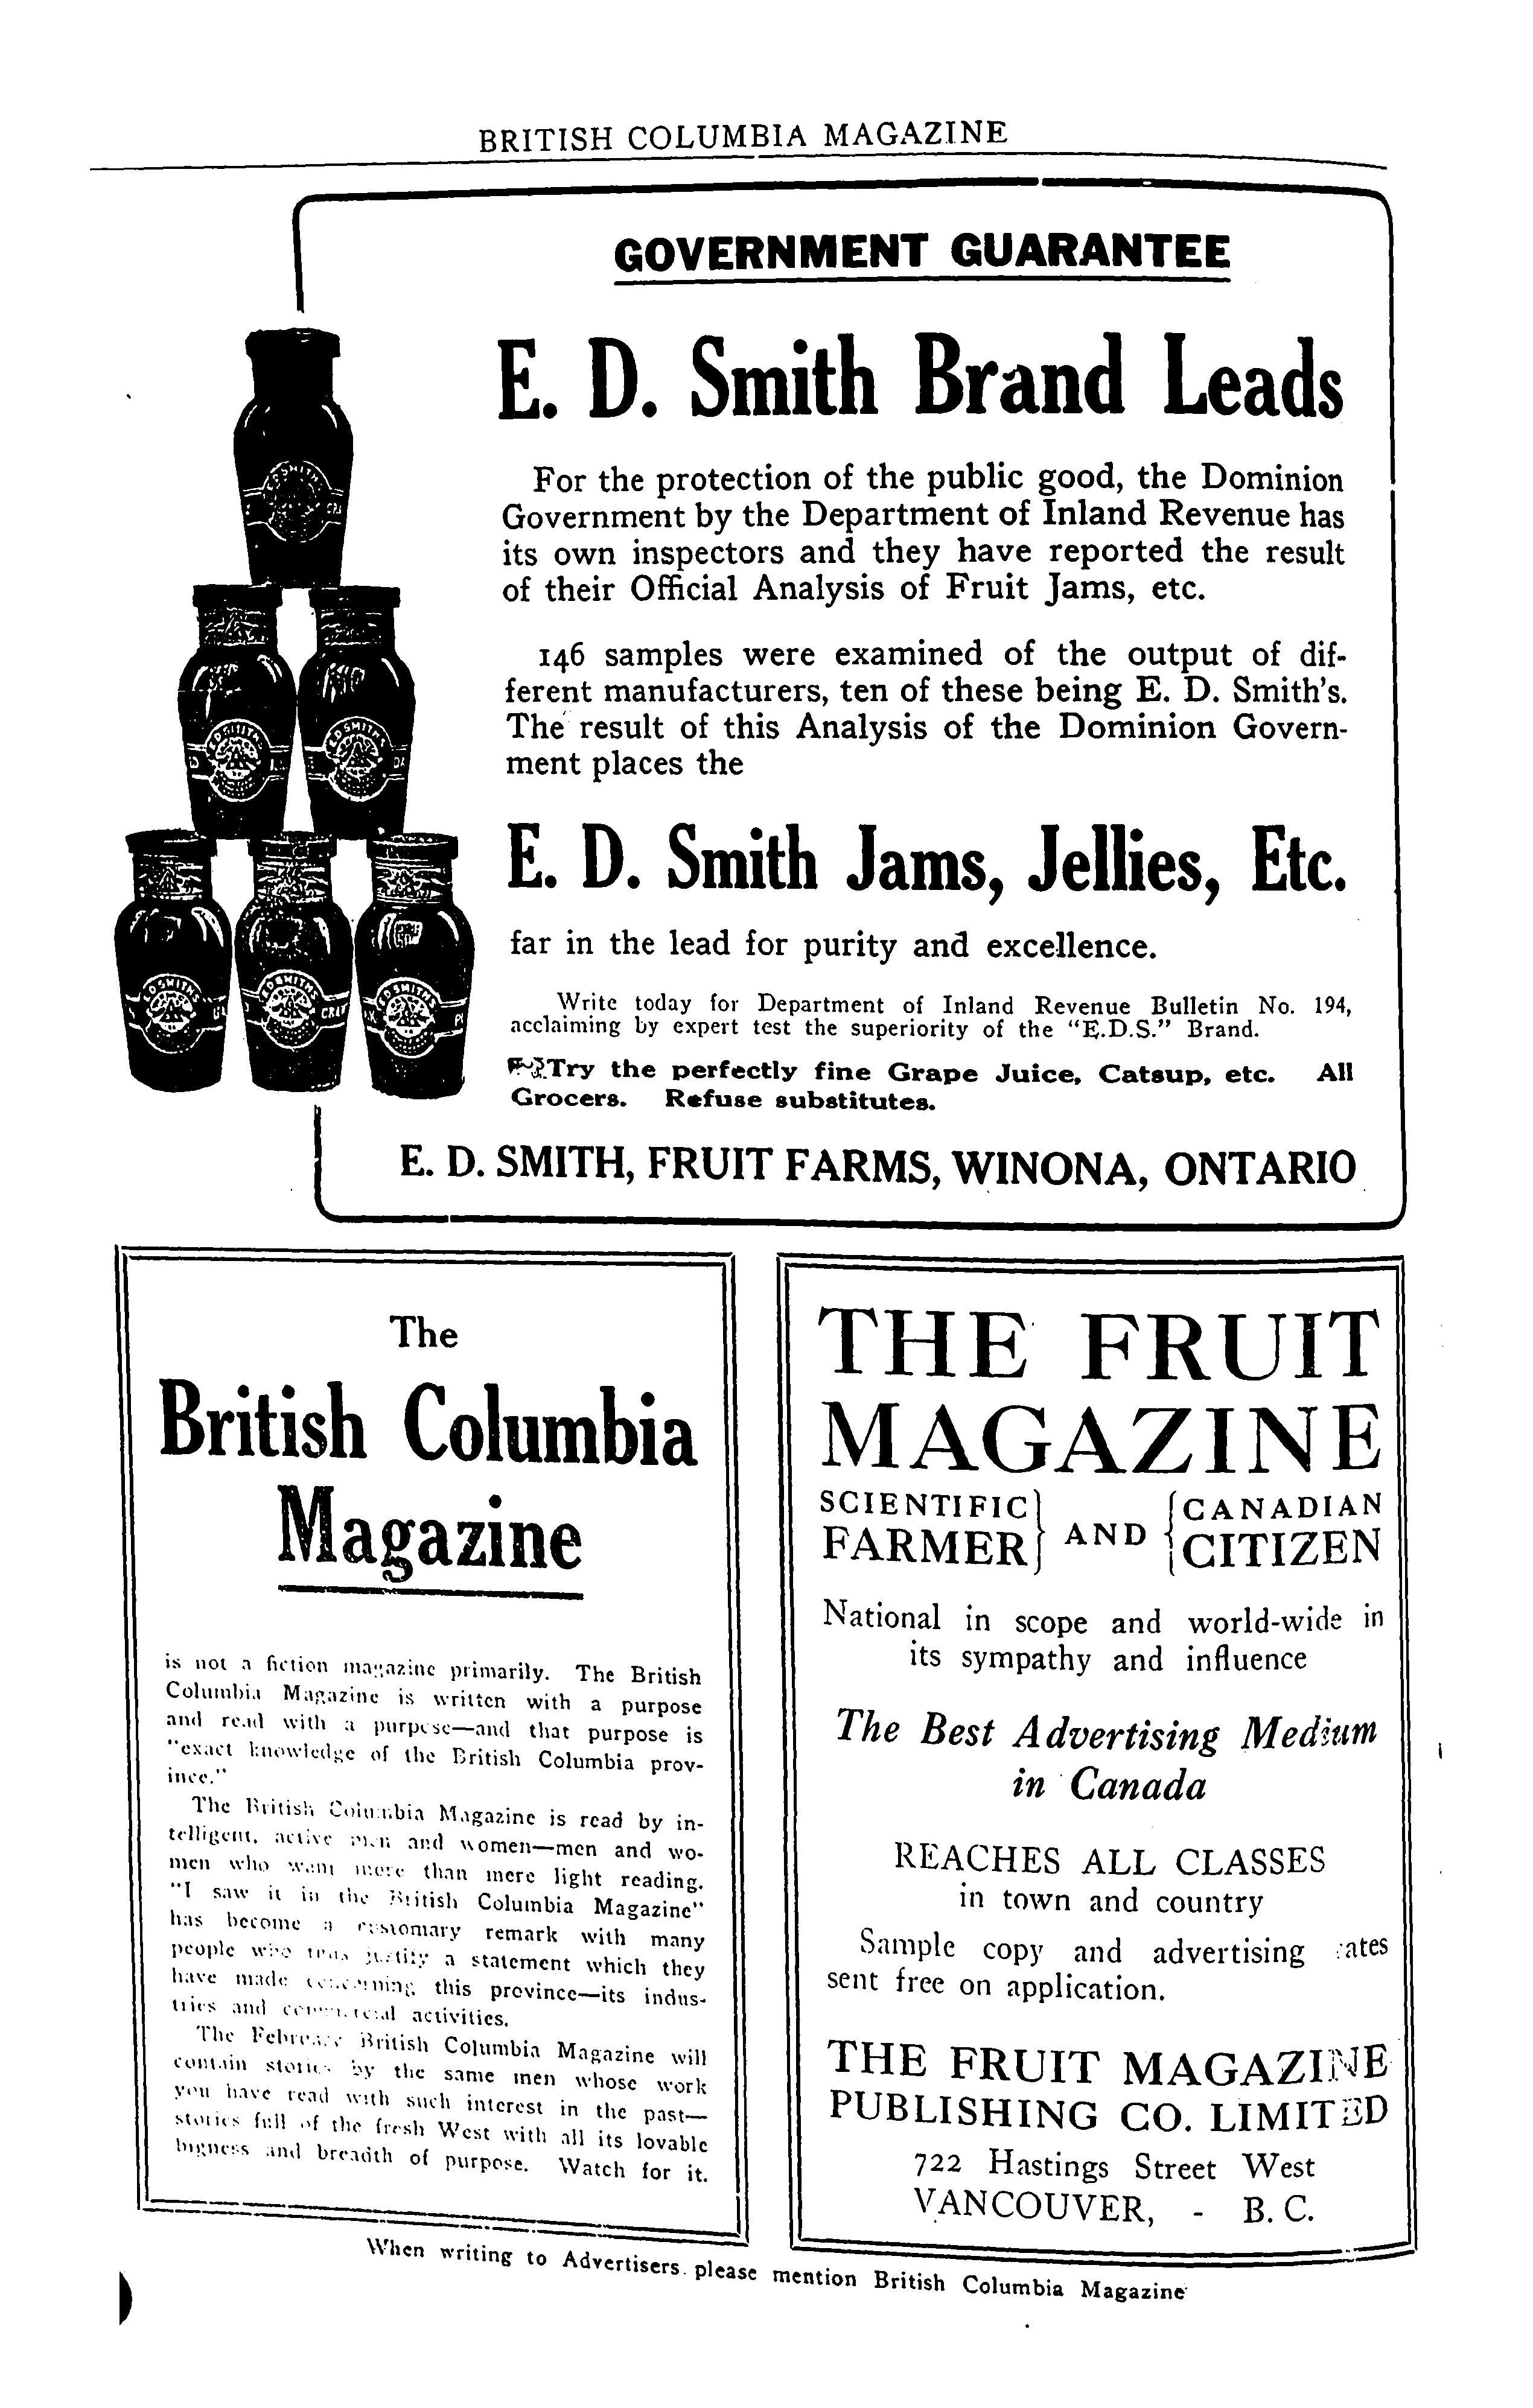 BRITISH COLUMBIA MAGAZINE
GOVERNMENT GUARANTEE
E. D. Smith Brand Leads
For the protection of the public good, the Dominion
Government by the Department of Inland Revenue has
its own inspectors and they have reported the result
of their Official Analysis of Fruit Jams, etc.
146 samples were examined of the output of dif-
ferent manufacturers, ten of these being E. D. Smith's.
The result of this Analysis of the Dominion Govern-
ment places the
E. D. Smith Jams, Jellies, Etc.
far in the lead for purity and excellence.
Write today for Department of Inland Revenue Bulletin No. 194,
acclaiming by expert test the superiority of the "E.D.S." Brand.
Try the perfectly fine Grape Juice, Catsup, etc. All
Grocers. Refuse substitutes.
E. D. SMITH, FRUIT FARMS, WINONA, ONTARIO
The
British Columbia
Magazine
is not a fiction magazine primarily. The British
Columbia Magazine is written with a purpose
and read with a purpose—and that purpose is
"exact knowledge of the British Columbia prov-
ince."
The British Columbia Magazine is read by in-
telligent, active men and women—men and wo-
men who want more than mere light reading.
"I saw it in the British Columbia Magazine"
has become a customary remark with many
people who thus justify a statement which they
have made concerning this province—its indus-
tries and commercial activities.
The February British Columbia Magazine will
contain stories by the same men whose work
you have read with such interest in the past—
stories full of the fresh West with all its lovable
bigness and breadth of purpose. Watch for it.
THE FRUIT
MAGAZINE
SCIENTIFIC FARMER AND CANADIAN CITIZEN
National in scope and world-wide in
its sympathy and influence
The Best Advertising Medium
in Canada
REACHES ALL CLASSES
in town and country
Sample copy and advertising rates
sent free on application.
THE FRUIT MAGAZINE
PUBLISHING CO. LIMITED
722 Hastings Street West
VANCOUVER, - B. C.
When writing to Advertisers please mention British Columbia Magazine